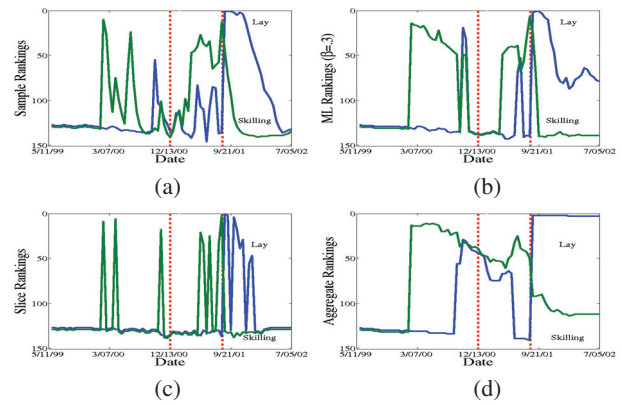 0
50
100
150
Sample Rankings
Lay
Skilling
5/11/99 3/07/00 12/13/00 9/21/01 7/05/02
Date
(a)
0
50
100
150
ML Rankings (β=.3)
Lay
Skilling
5/11/99 3/07/00 12/13/00 9/21/01 7/05/02
Date
(b)
0
50
100
150
Slice Rankings
Lay
Skilling
5/11/99 3/07/00 12/13/00 9/21/01 7/05/02
Date
(c)
0
50
100
150
Aggregate Rankings
Lay
Skilling
5/11/99 3/07/00 12/13/00 9/21/01 7/05/02
Date
(d)